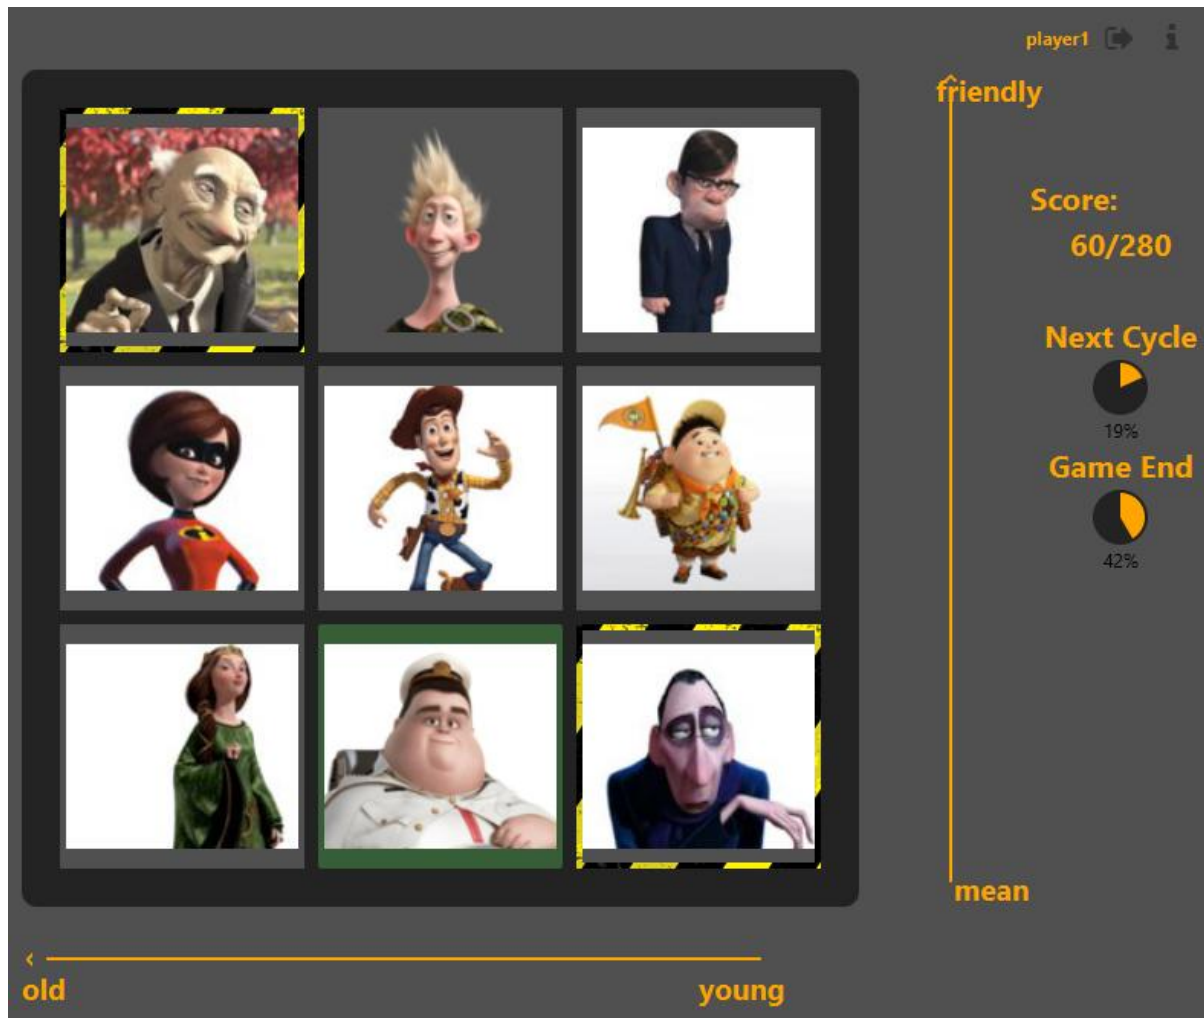 player1
friendly
Score:
60/280
Next Cycle
19%
Game End
42%
mean
old
young